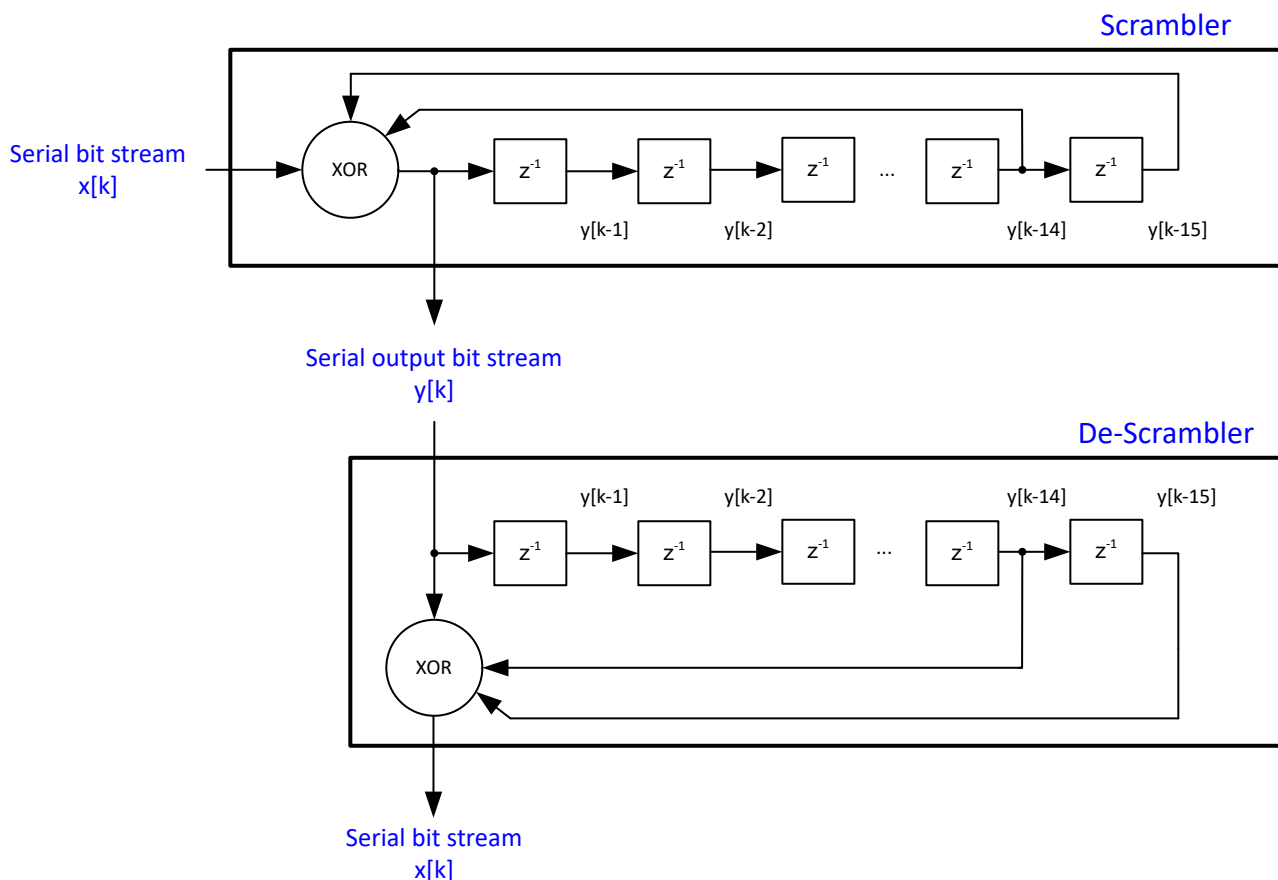 Scrambler
Serial bit stream
x[k]
XOR
z⁻¹
z⁻¹
z⁻¹
...
z⁻¹
z⁻¹
y[k-1]
y[k-2]
y[k-14]
y[k-15]
Serial output bit stream
y[k]
De-Scrambler
y[k-1]
y[k-2]
y[k-14]
y[k-15]
z⁻¹
z⁻¹
z⁻¹
...
z⁻¹
z⁻¹
XOR
Serial bit stream
x[k]